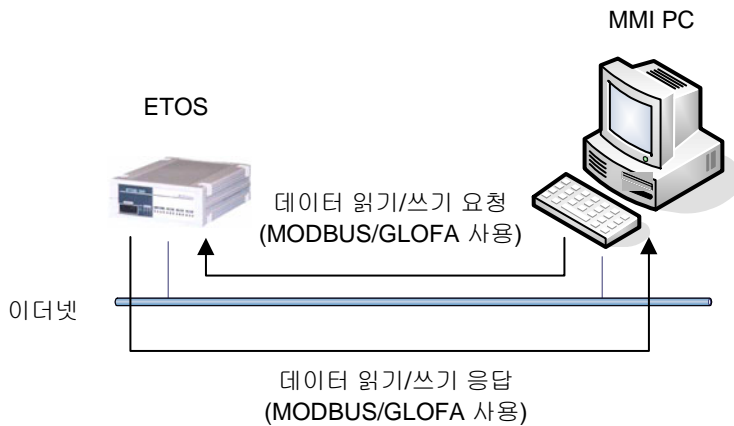 MMI PC
ETOS
데이터 읽기/쓰기 요청
(MODBUS/GLOFA 사용)
이더넷
데이터 읽기/쓰기 응답
(MODBUS/GLOFA 사용)